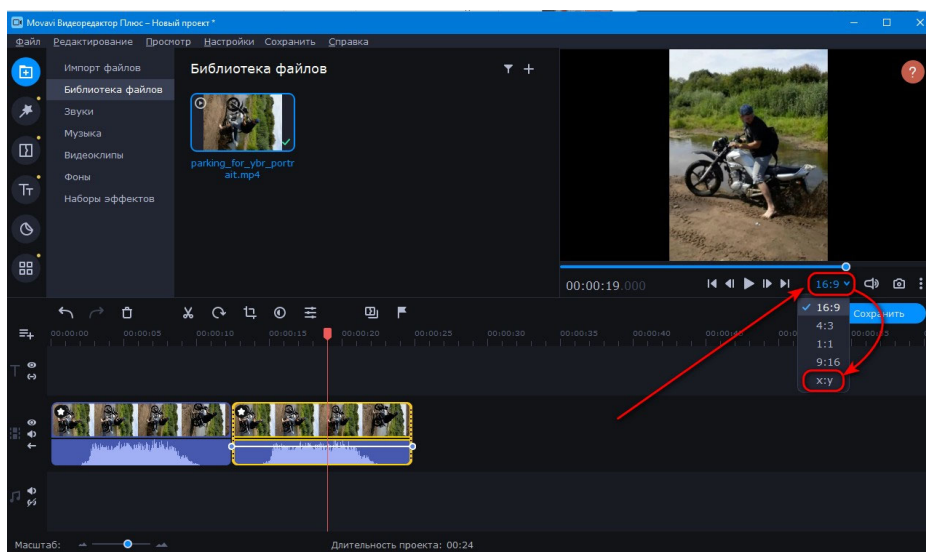 Movavi Видеоредактор Плюс – Новый проект *
Файл Редактирование Просмотр Настройки Сохранить Справка
Импорт файлов
Библиотека файлов
Звуки
Музыка
Видеоклипы
Фоны
Наборы эффектов
Библиотека файлов
parking_for_ybr_portr
ait.mp4
?
00:00:19.000
16:9
16:9
4:3
1:1
9:16
x:y
Сохранить
00:00:00 00:00:05 00:00:10 00:00:15 00:00:20 00:00:25 00:00:30 00:00:35 00:00:40
Масштаб:
Длительность проекта: 00:24